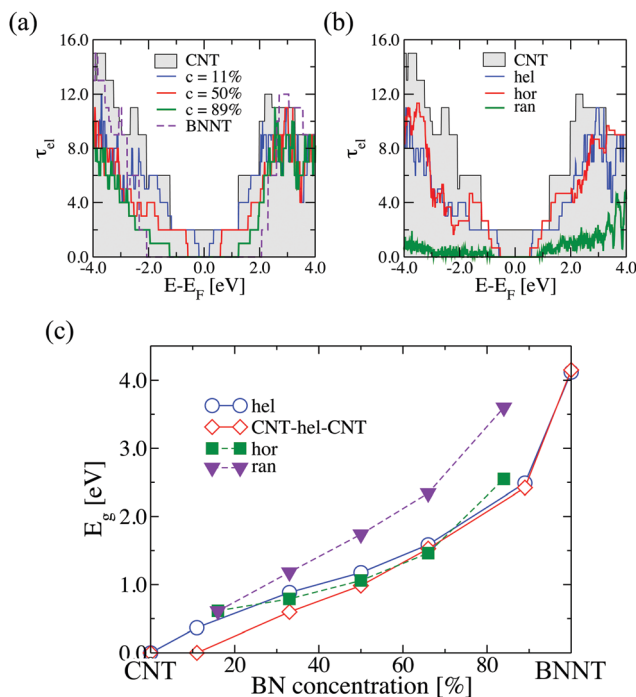 (a)
16.0
12.0
8.0
4.0
0.0
τel
CNT
c = 11%
c = 50%
c = 89%
BNNT
-4.0 -2.0 0.0 2.0 4.0
E-EF [eV]
(b)
16.0
12.0
8.0
4.0
0.0
τel
CNT
hel
hor
ran
-4.0 -2.0 0.0 2.0 4.0
E-EF [eV]
(c)
4.0
3.0
2.0
1.0
0.0
Eg [eV]
hel
CNT-hel-CNT
hor
ran
CNT 20 40 60 80 BNNT
BN concentration [%]